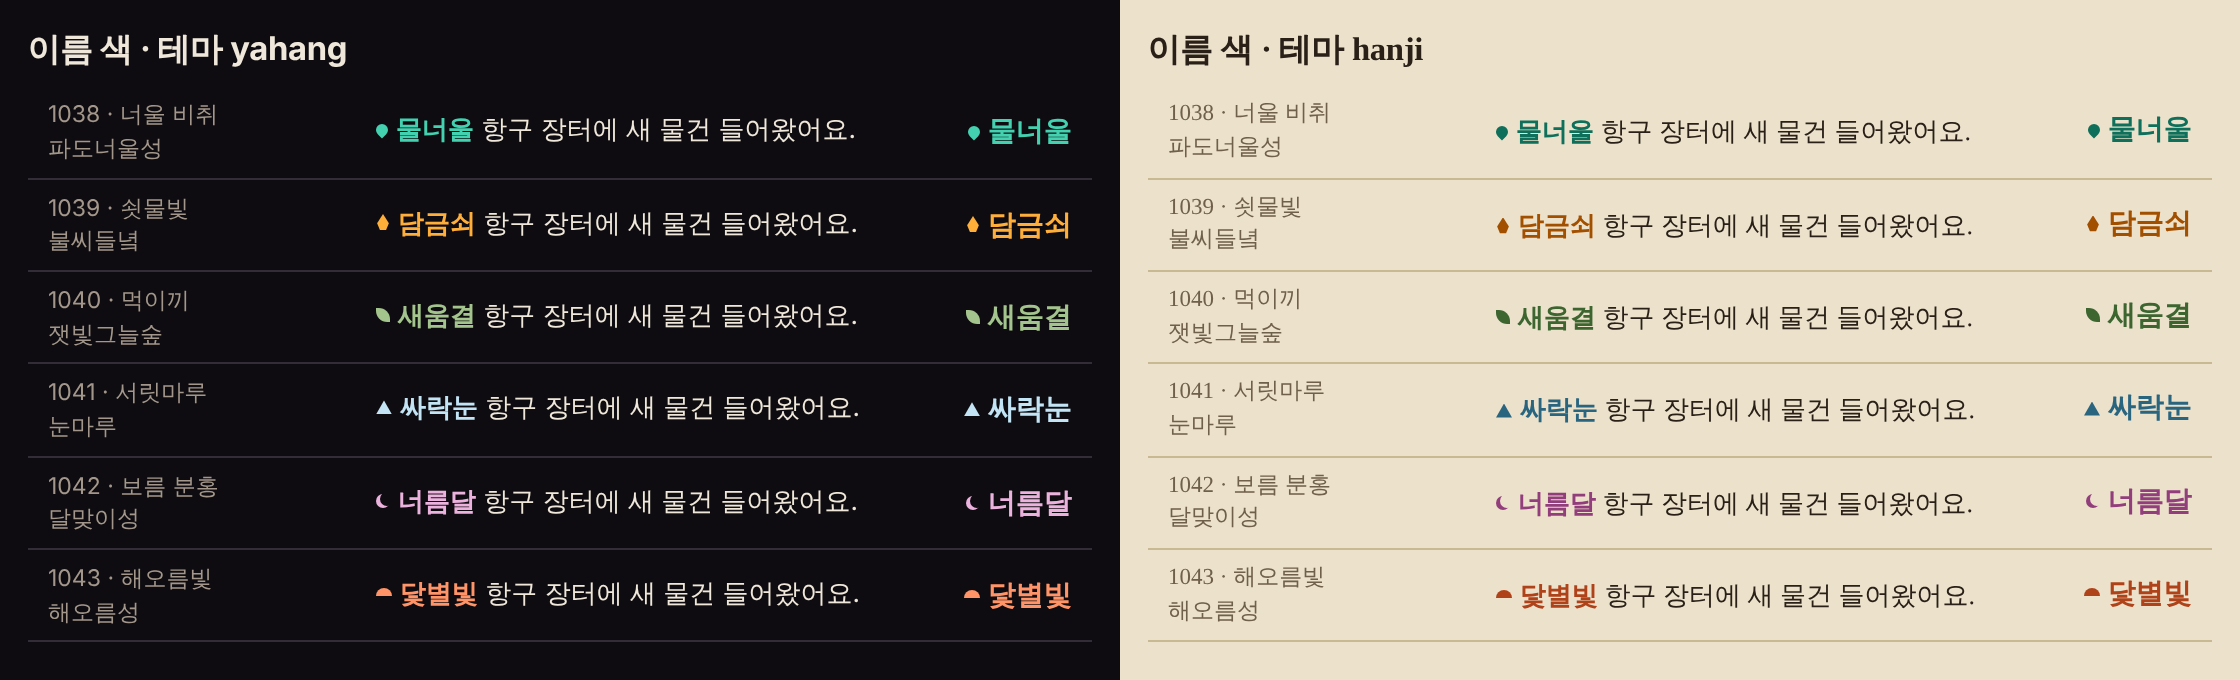 이름 색 · 테마 yahang
1038 · 너울 비취
파도너울성
물너울 항구 장터에 새 물건 들어왔어요.
물너울
1039 · 쇳물빛
불씨들녘
담금쇠 항구 장터에 새 물건 들어왔어요.
담금쇠
1040 · 먹이끼
잿빛그늘숲
새움결 항구 장터에 새 물건 들어왔어요.
새움결
1041 · 서릿마루
눈마루
싸락눈 항구 장터에 새 물건 들어왔어요.
싸락눈
1042 · 보름 분홍
달맞이성
너름달 항구 장터에 새 물건 들어왔어요.
너름달
1043 · 해오름빛
해오름성
닻별빛 항구 장터에 새 물건 들어왔어요.
닻별빛
이름 색 · 테마 hanji
1038 · 너울 비취
파도너울성
물너울 항구 장터에 새 물건 들어왔어요.
물너울
1039 · 쇳물빛
불씨들녘
담금쇠 항구 장터에 새 물건 들어왔어요.
담금쇠
1040 · 먹이끼
잿빛그늘숲
새움결 항구 장터에 새 물건 들어왔어요.
새움결
1041 · 서릿마루
눈마루
싸락눈 항구 장터에 새 물건 들어왔어요.
싸락눈
1042 · 보름 분홍
달맞이성
너름달 항구 장터에 새 물건 들어왔어요.
너름달
1043 · 해오름빛
해오름성
닻별빛 항구 장터에 새 물건 들어왔어요.
닻별빛